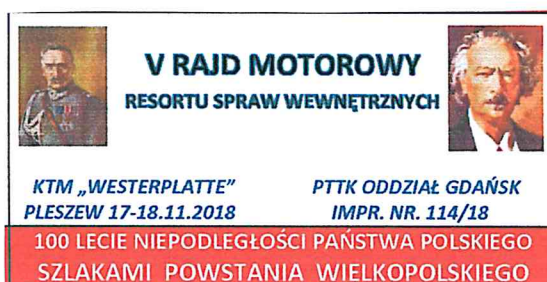 V RAJD MOTOROWY
RESORTU SPRAW WEWNĘTRZNYCH
KTM „WESTERPLATTE”
PLESZEW 17-18.11.2018
PTTK ODDZIAŁ GDAŃSK
IMPR. NR. 114/18
100 LECIE NIEPODLEGŁOŚCI PAŃSTWA POLSKIEGO
SZLAKAMI POWSTANIA WIELKOPOLSKIEGO